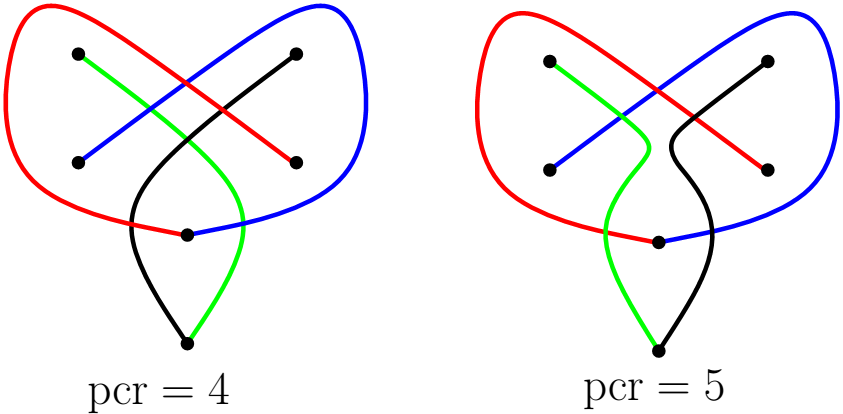 pcr = 4
pcr = 5